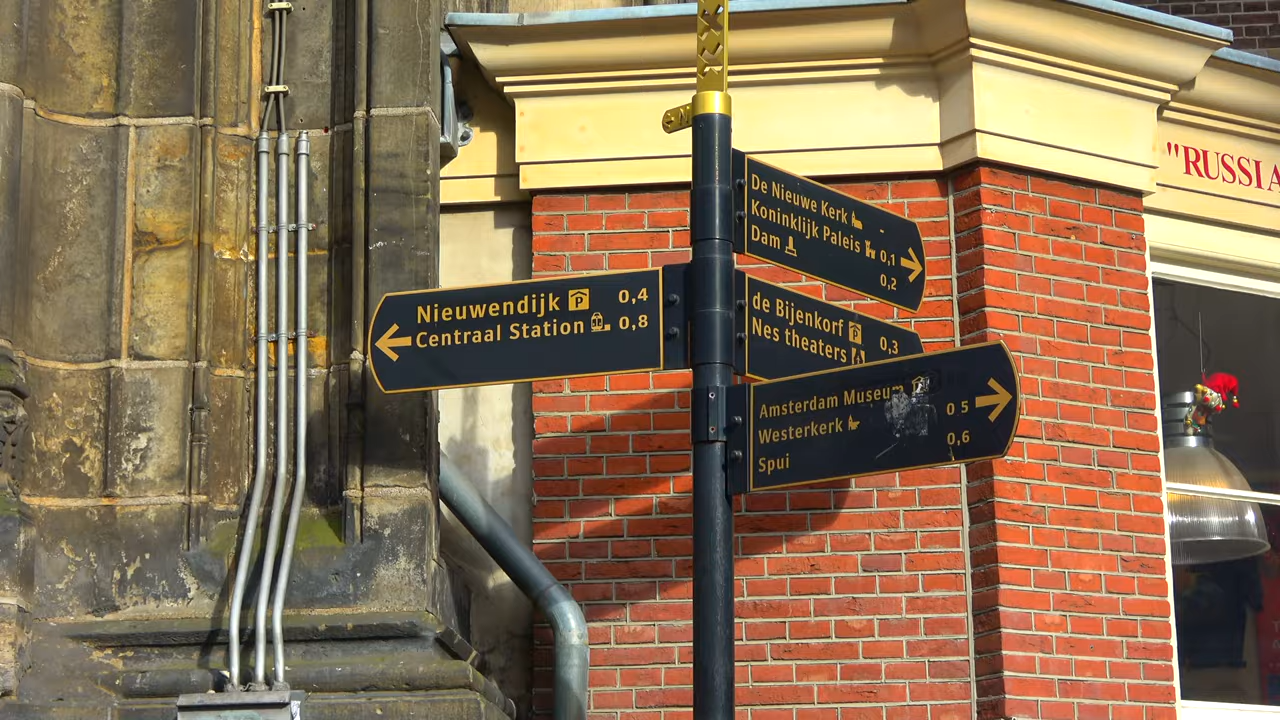 De Nieuwe Kerk
Koninklijk Paleis 0,1
Dam 0,2
Nieuwendijk P 0,4
Centraal Station 0,8
de Bijenkorf P 0,3
Nes theaters
Amsterdam Museum 0 5
Westerkerk 0,6
Spui
"RUSSIA